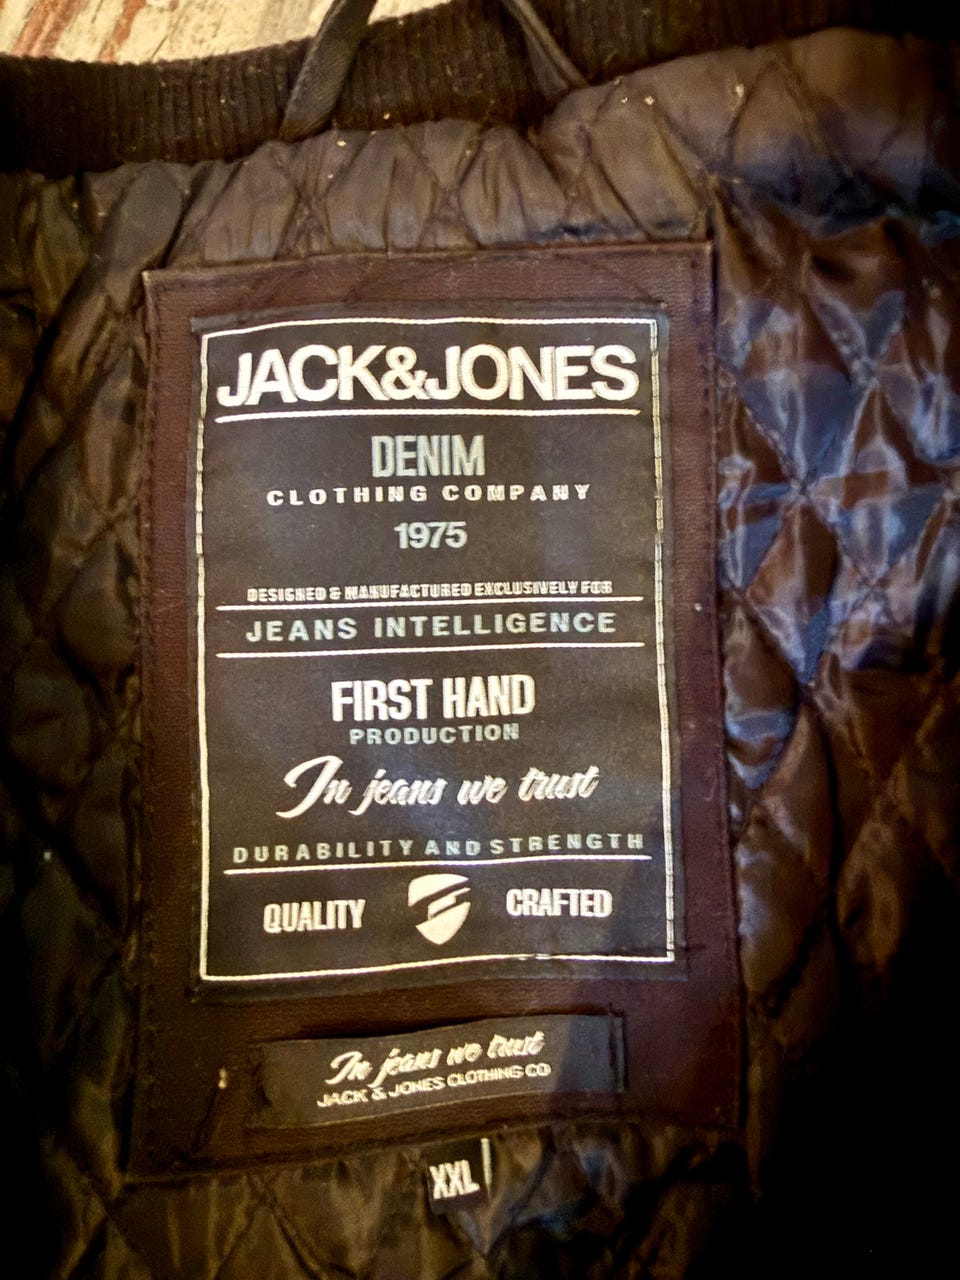 JACK&JONES
DENIM
CLOTHING COMPANY
1975
DESIGNED & MANUFACTURED EXCLUSIVELY FOR
JEANS INTELLIGENCE
FIRST HAND
PRODUCTION
In jeans we trust
DURABILITY AND STRENGTH
QUALITY CRAFTED
In jeans we trust
JACK & JONES CLOTHING CO
XXL